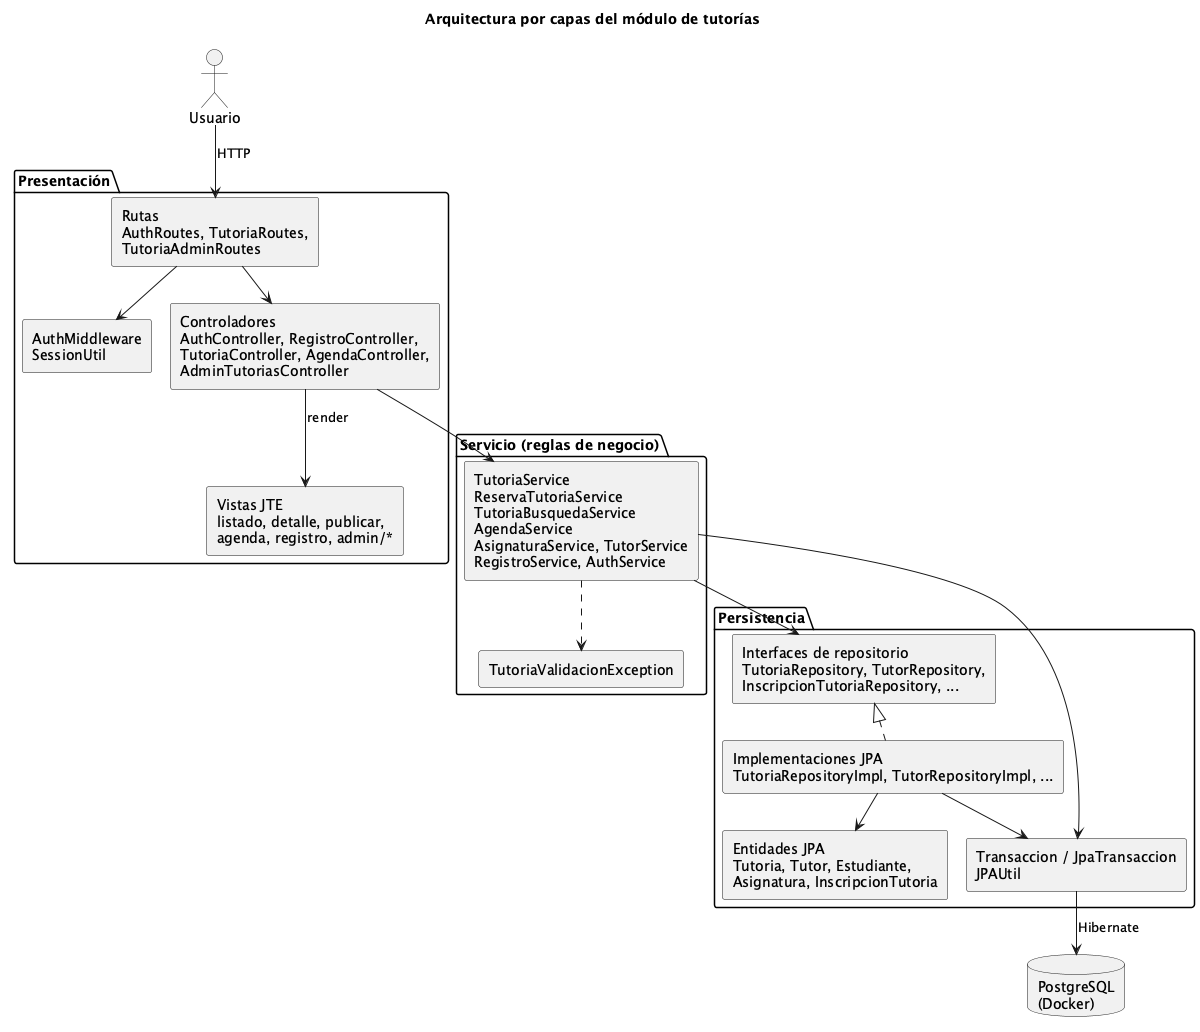 Arquitectura por capas del módulo de tutorías
Usuario
HTTP
Presentación
Rutas
AuthRoutes, TutoriaRoutes,
TutoriaAdminRoutes
AuthMiddleware
SessionUtil
Controladores
AuthController, RegistroController,
TutoriaController, AgendaController,
AdminTutoriasController
render
Vistas JTE
listado, detalle, publicar,
agenda, registro, admin/*
Servicio (reglas de negocio)
TutoriaService
ReservaTutoriaService
TutoriaBusquedaService
AgendaService
AsignaturaService, TutorService
RegistroService, AuthService
TutoriaValidacionException
Persistencia
Interfaces de repositorio
TutoriaRepository, TutorRepository,
InscripcionTutoriaRepository, ...
Implementaciones JPA
TutoriaRepositoryImpl, TutorRepositoryImpl, ...
Entidades JPA
Tutoria, Tutor, Estudiante,
Asignatura, InscripcionTutoria
Transaccion / JpaTransaccion
JPAUtil
Hibernate
PostgreSQL
(Docker)